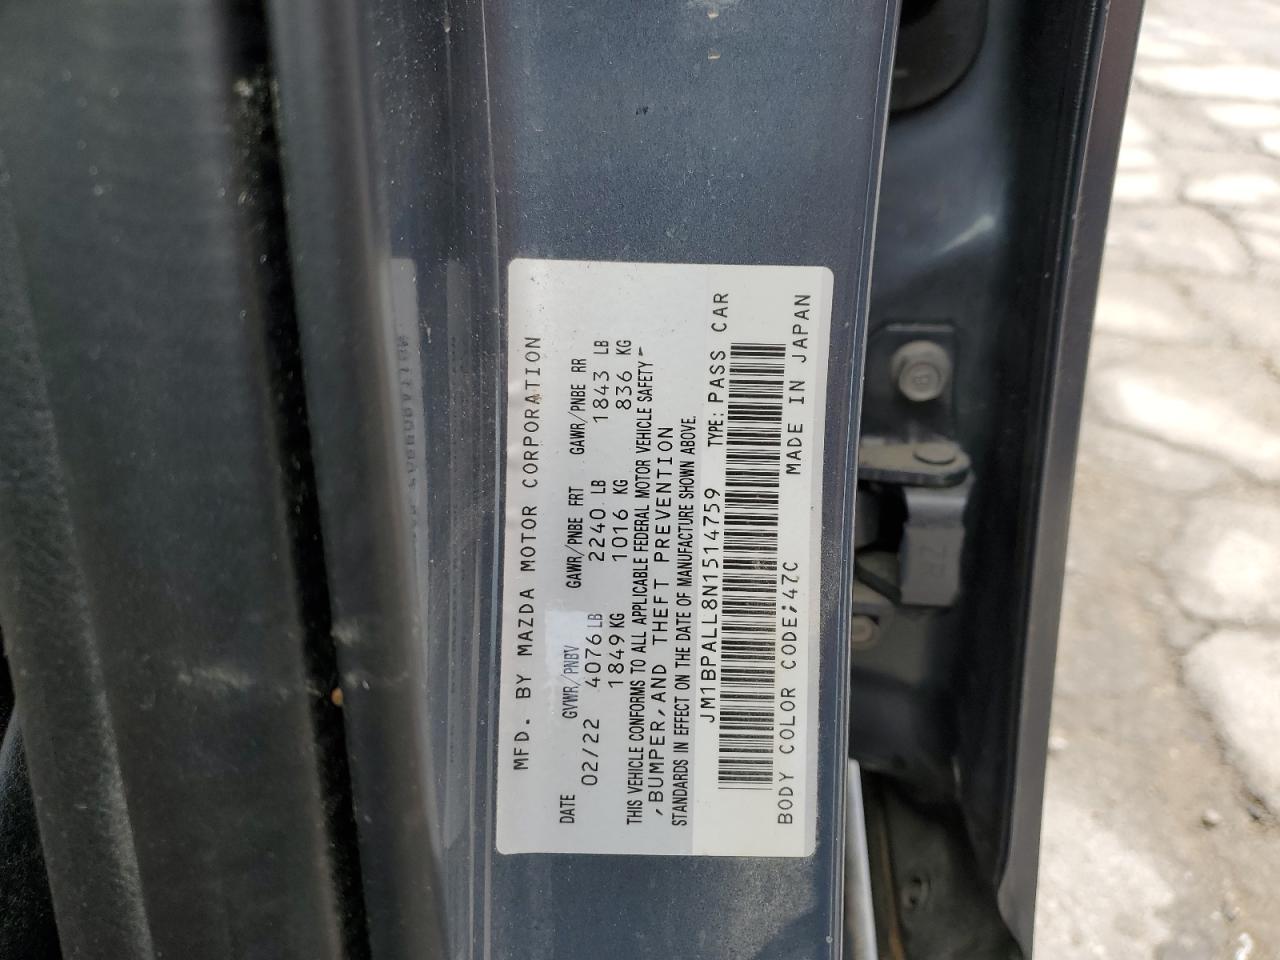 MFD. BY MAZDA MOTOR CORPORATION
DATE GVWR/PNBV GAWR/PNBE FRT GAWR/PNBE RR
02/22 4076 LB 2240 LB 1843 LB
1849 KG 1016 KG 836 KG
THIS VEHICLE CONFORMS TO ALL APPLICABLE FEDERAL MOTOR VEHICLE SAFETY
, BUMPER, AND THEFT PREVENTION
STANDARDS IN EFFECT ON THE DATE OF MANUFACTURE SHOWN ABOVE.
JM1BPALL8N1514759 TYPE: PASS CAR
BODY COLOR CODE;47C MADE IN JAPAN